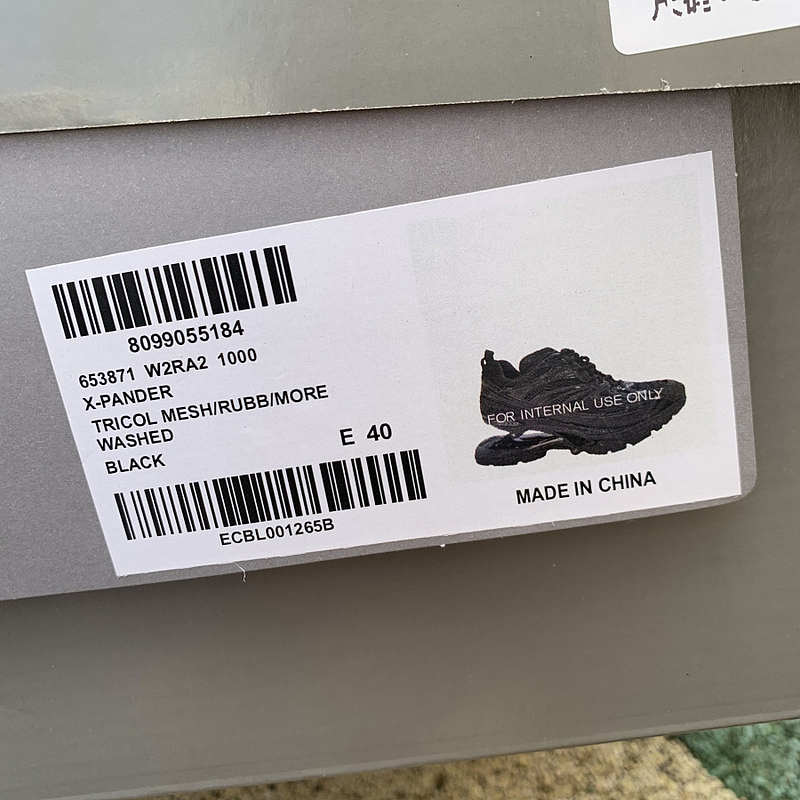 8099055184
653871 W2RA2 1000
X-PANDER
TRICOL MESH/RUBB/MORE
WASHED
BLACK
E 40
ECBL001265B
FOR INTERNAL USE ONLY
MADE IN CHINA